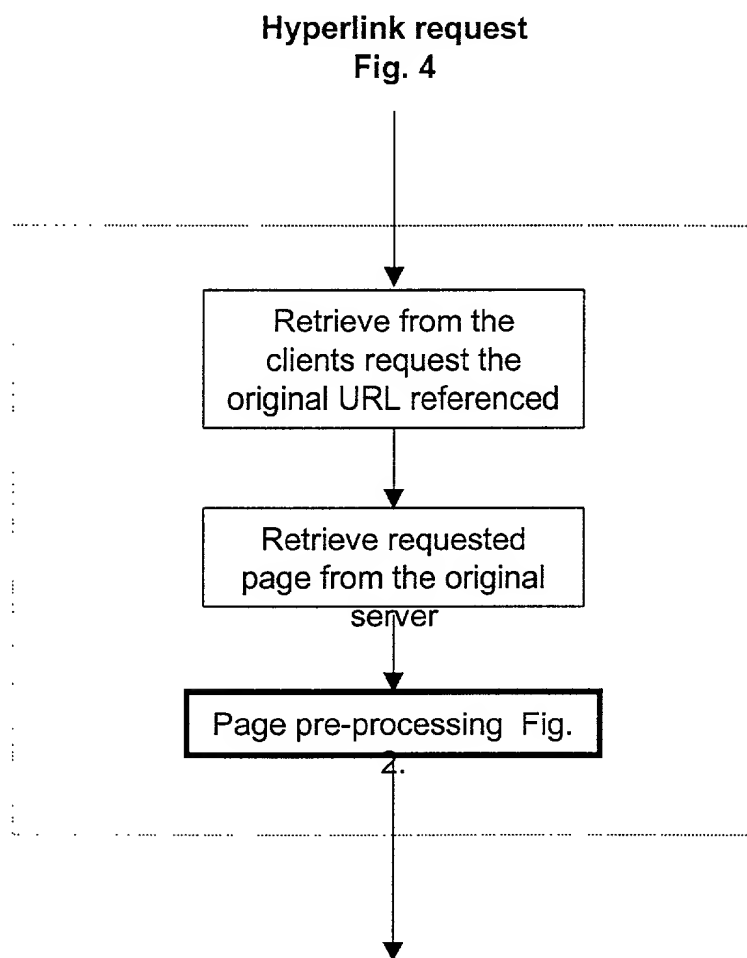 Hyperlink request
Fig. 4
Retrieve from the
clients request the
original URL referenced
Retrieve requested
page from the original
server
Page pre-processing Fig.
2.